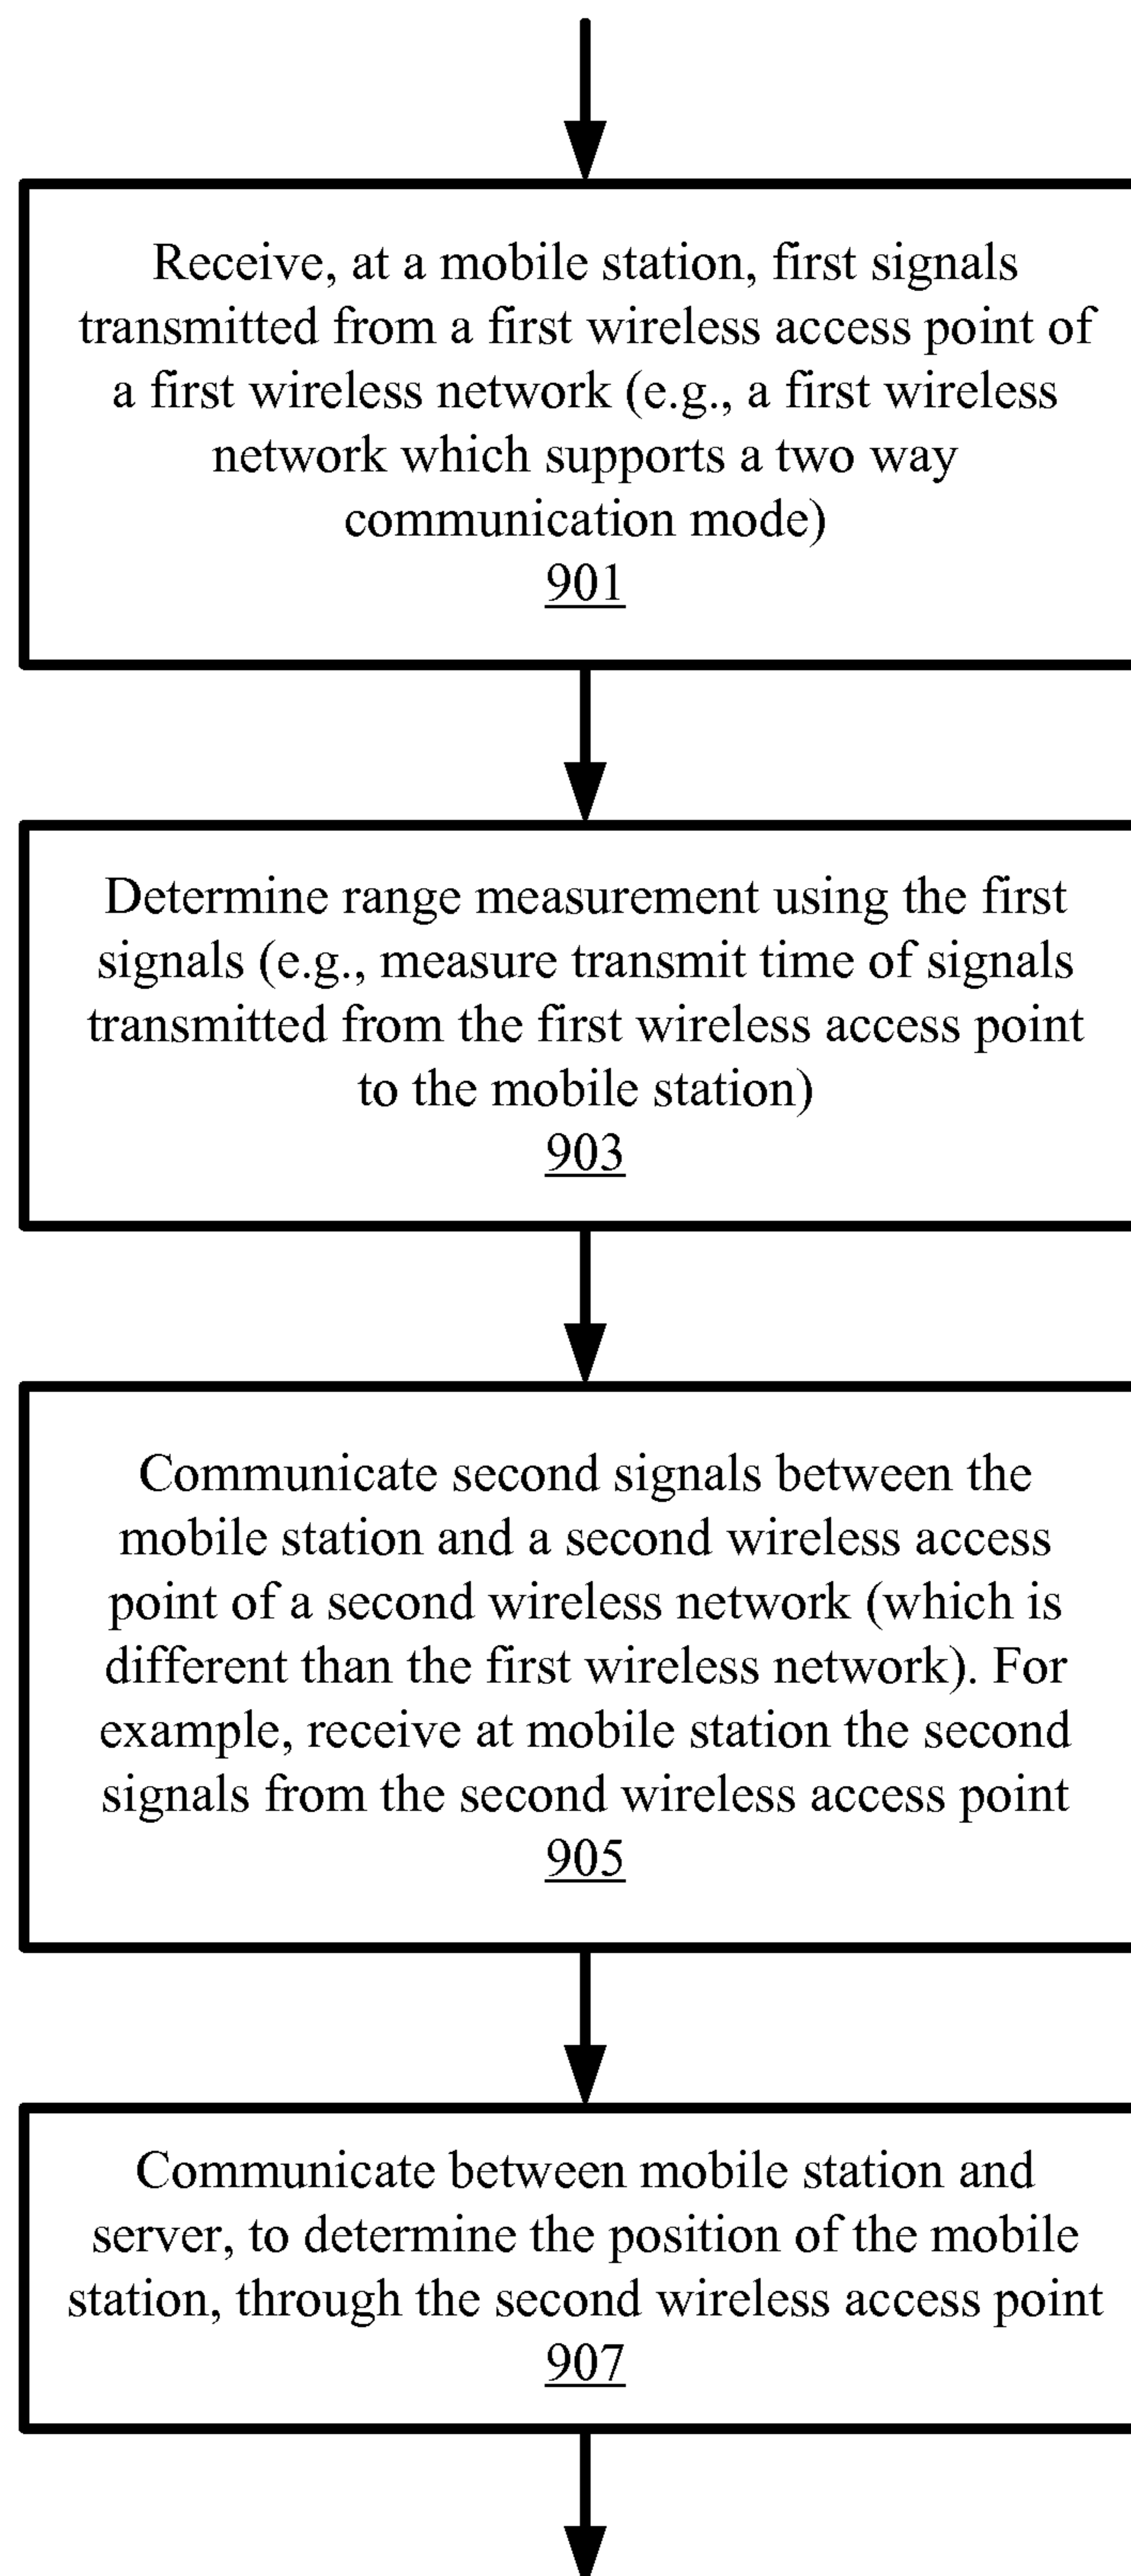 Receive, at a mobile station, first signals
transmitted from a first wireless access point of
a first wireless network (e.g., a first wireless
network which supports a two way
communication mode)
901
Determine range measurement using the first
signals (e.g., measure transmit time of signals
transmitted from the first wireless access point
to the mobile station)
903
Communicate second signals between the
mobile station and a second wireless access
point of a second wireless network (which is
different than the first wireless network). For
example, receive at mobile station the second
signals from the second wireless access point
905
Communicate between mobile station and
server, to determine the position of the mobile
station, through the second wireless access point
907